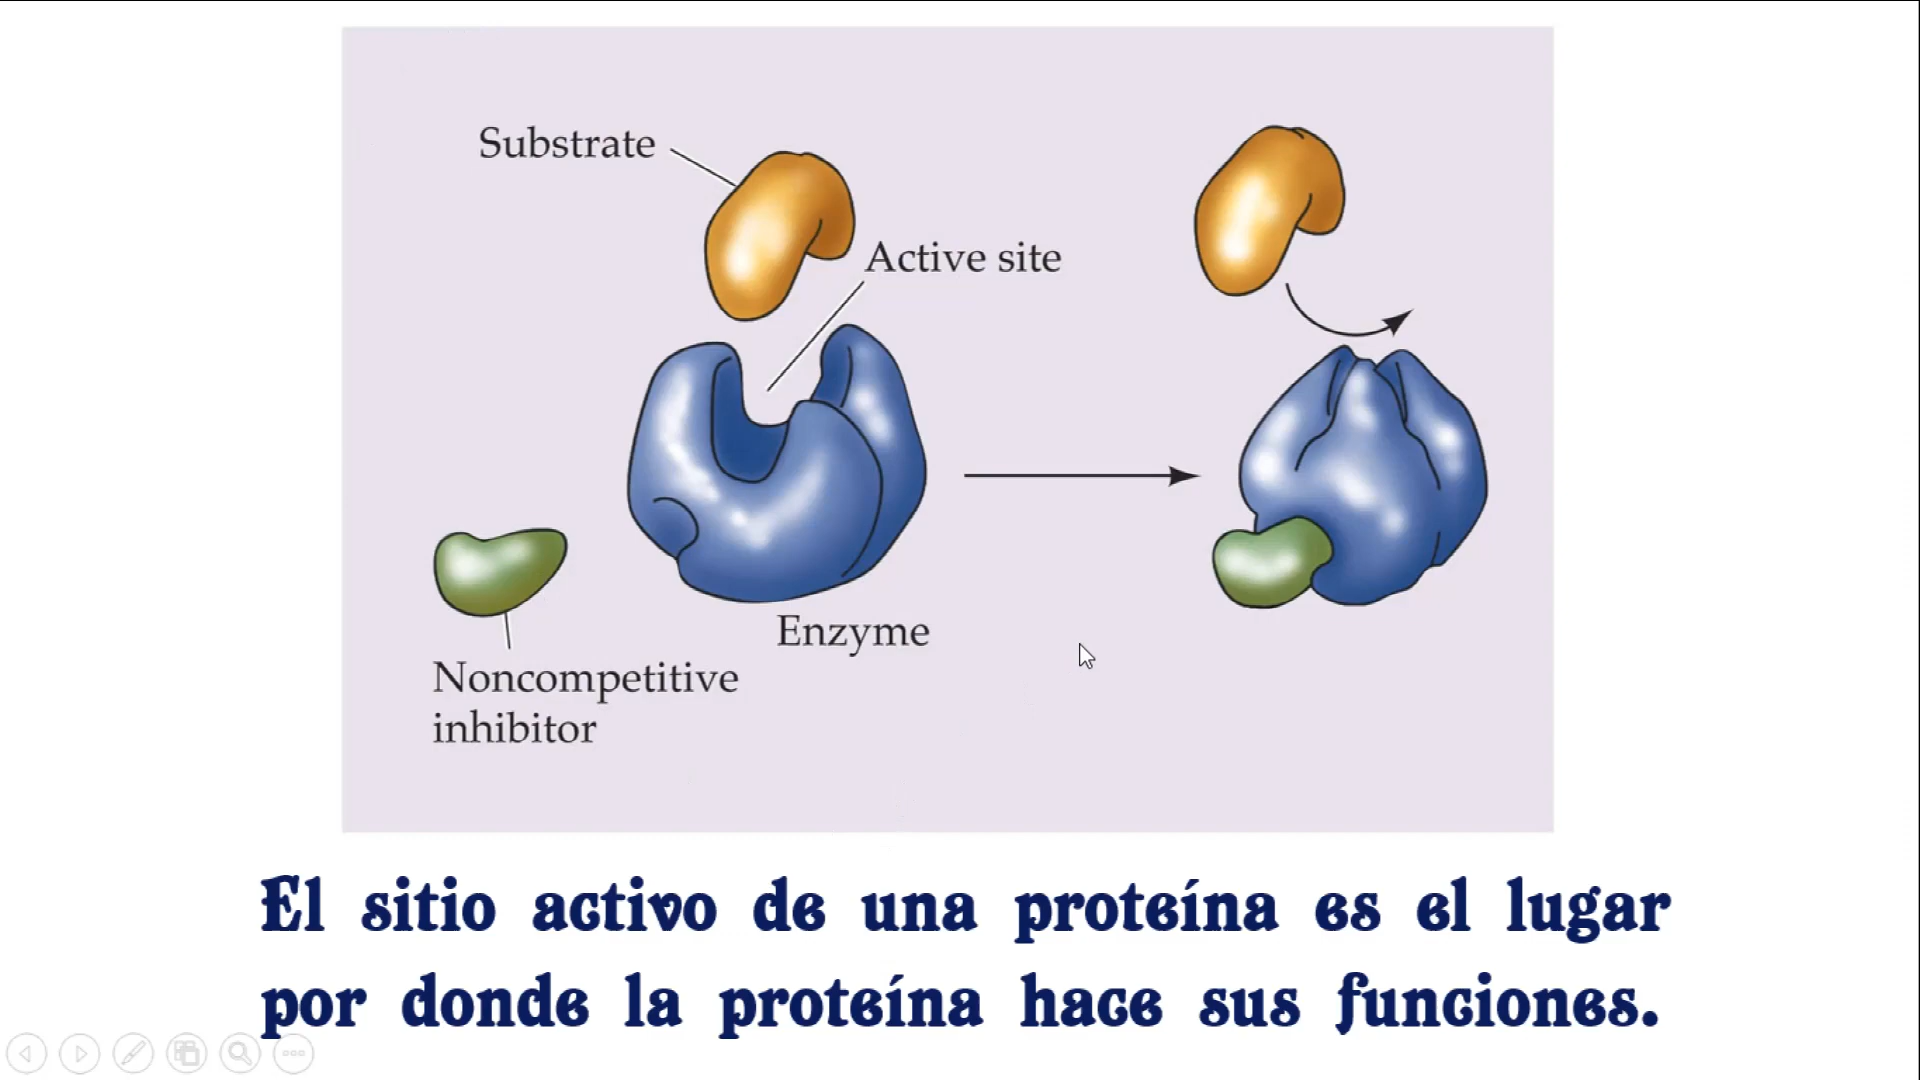 Substrate
Active site
Enzyme
Noncompetitive
inhibitor
El sitio activo de una proteína es el lugar
por donde la proteína hace sus funciones.